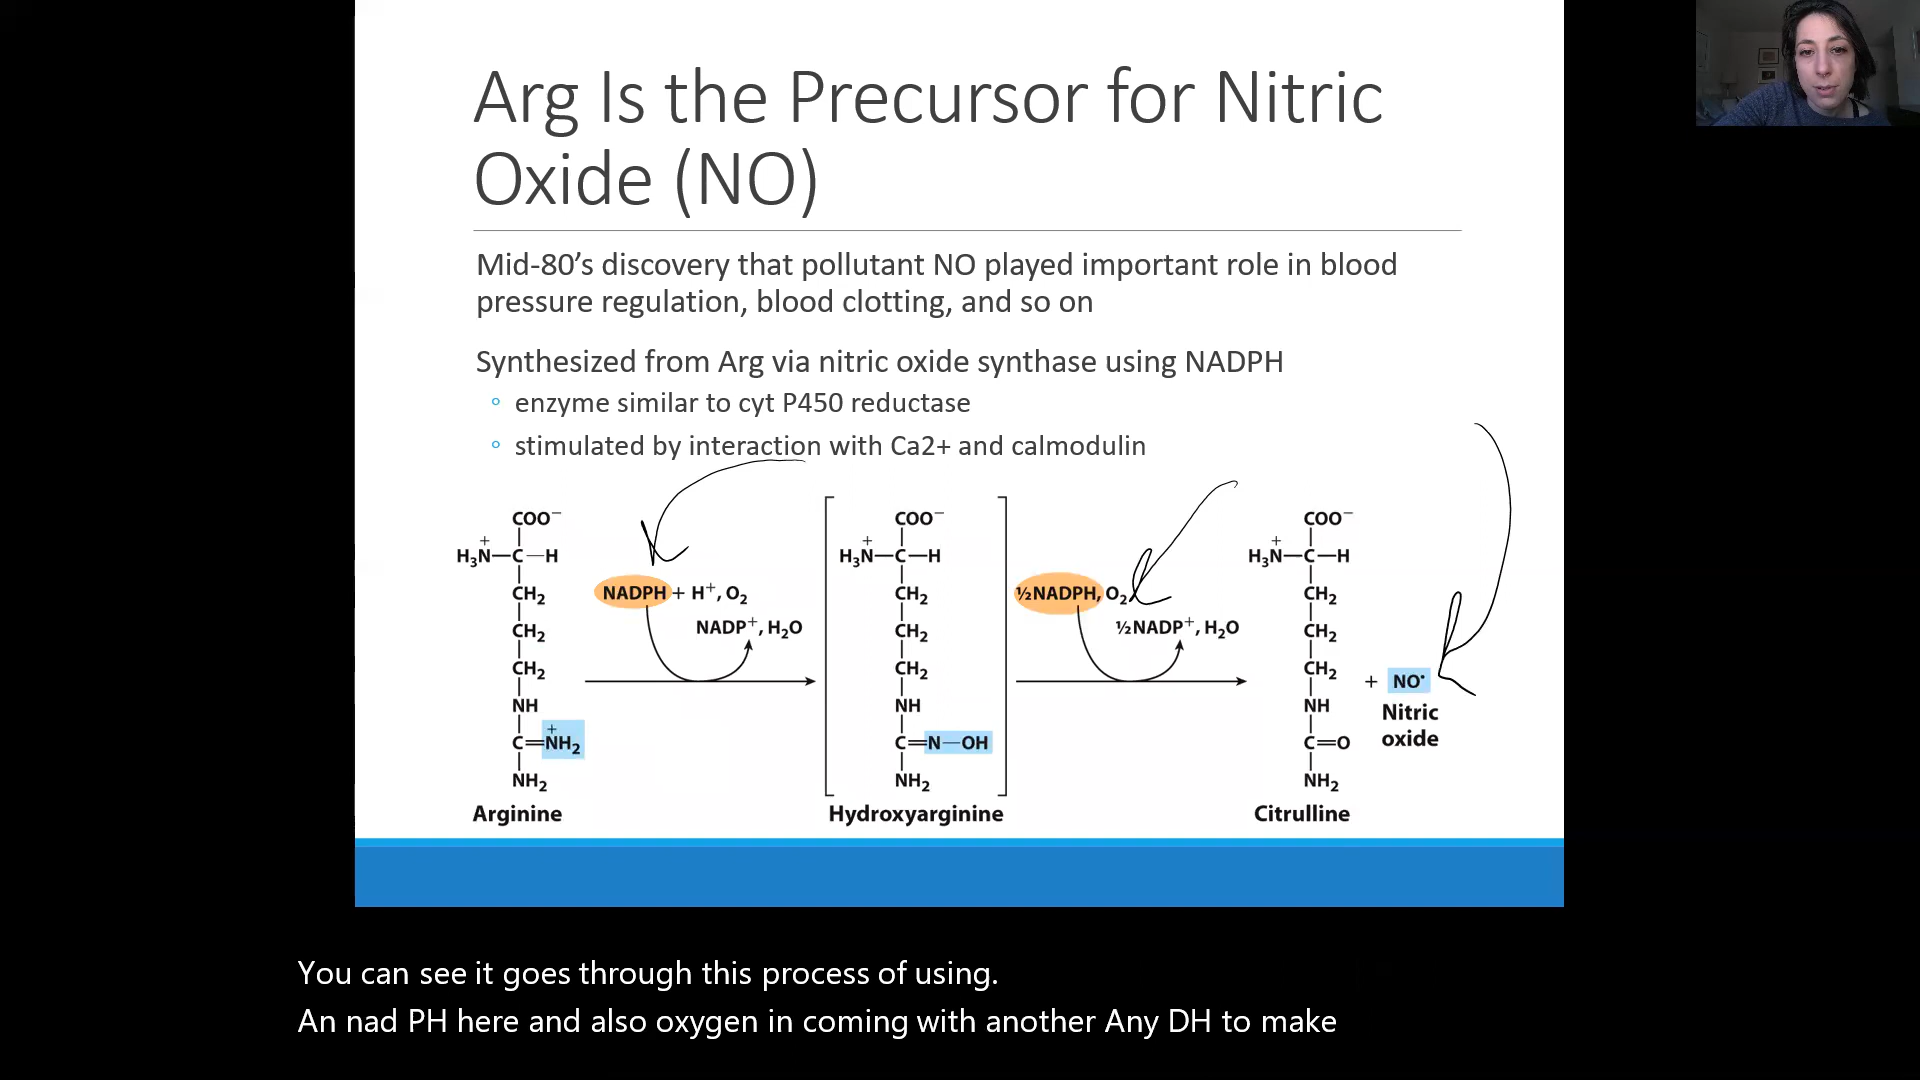 Arg Is the Precursor for Nitric
Oxide (NO)
Mid-80’s discovery that pollutant NO played important role in blood
pressure regulation, blood clotting, and so on
Synthesized from Arg via nitric oxide synthase using NADPH
◦ enzyme similar to cyt P450 reductase
◦ stimulated by interaction with Ca2+ and calmodulin
COO⁻
H₃N⁺—C—H
CH₂
CH₂
CH₂
NH
C=NH₂⁺
NH₂
Arginine
NADPH + H⁺, O₂
NADP⁺, H₂O
COO⁻
H₃N⁺—C—H
CH₂
CH₂
CH₂
NH
C=N—OH
NH₂
Hydroxyarginine
½NADPH, O₂
½NADP⁺, H₂O
COO⁻
H₃N⁺—C—H
CH₂
CH₂
CH₂
NH
C=O
NH₂
Citrulline
+ NO•
Nitric
oxide
You can see it goes through this process of using.
An nad PH here and also oxygen in coming with another Any DH to make